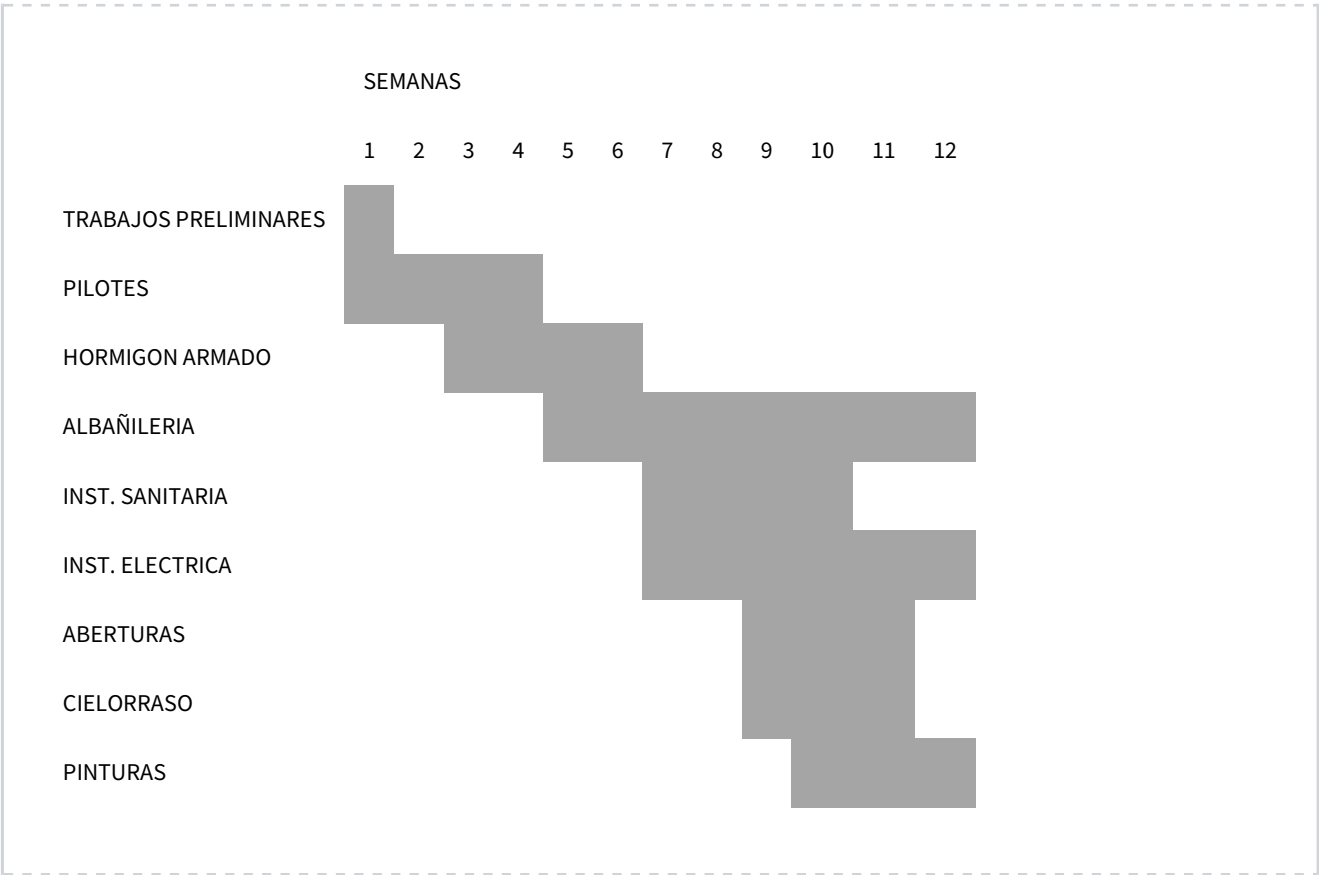 SEMANAS
1 2 3 4 5 6 7 8 9 10 11 12
TRABAJOS PRELIMINARES
PILOTES
HORMIGON ARMADO
ALBAÑILERIA
INST. SANITARIA
INST. ELECTRICA
ABERTURAS
CIELORRASO
PINTURAS